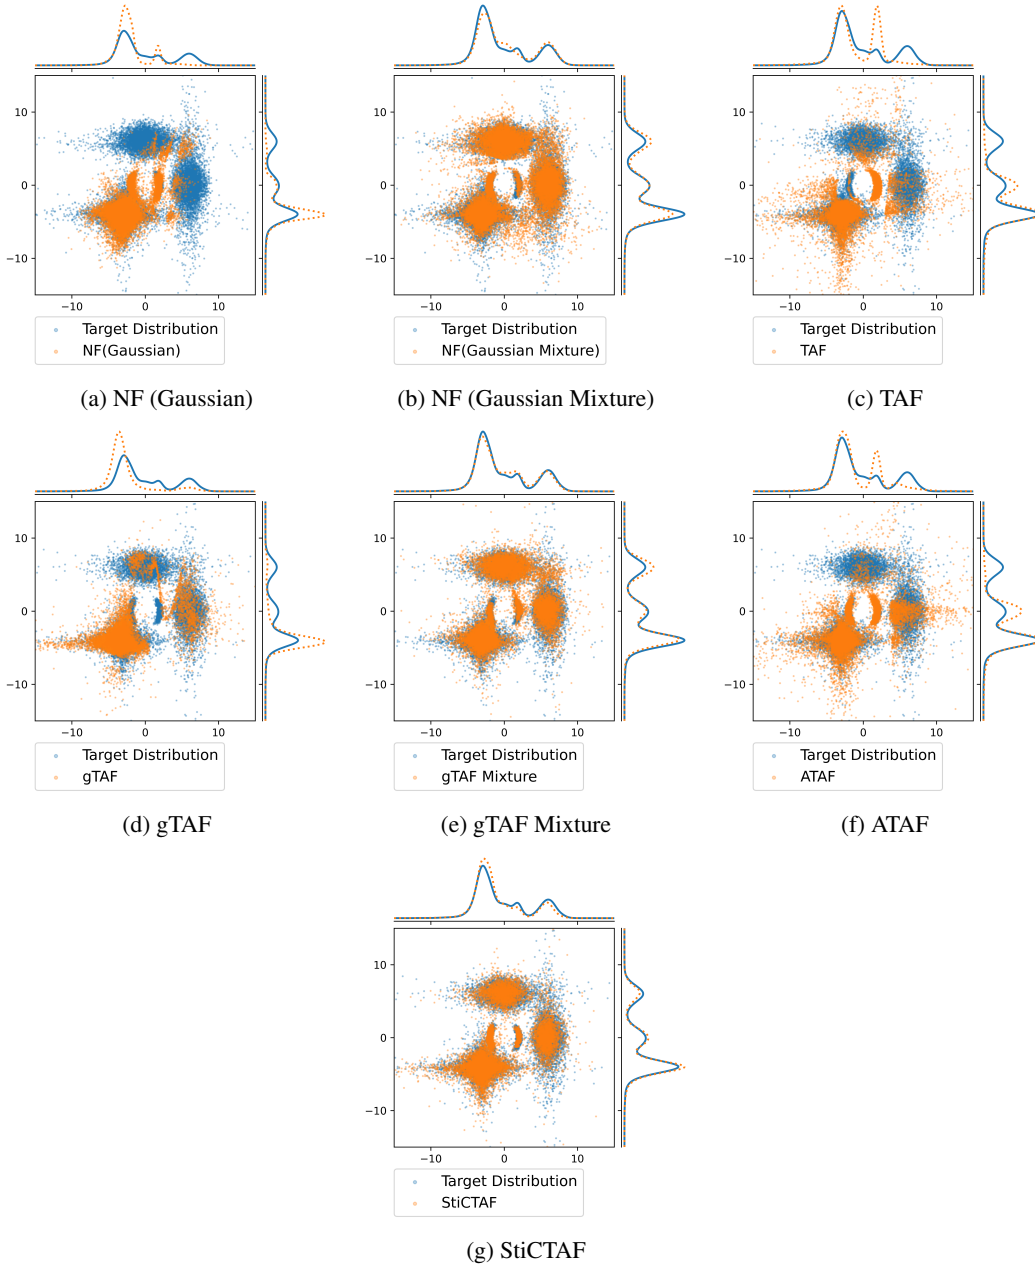 10
0
−10
−10
0
10
Target Distribution
NF(Gaussian)
(a) NF (Gaussian)
10
0
−10
−10
0
10
Target Distribution
NF(Gaussian Mixture)
(b) NF (Gaussian Mixture)
10
0
−10
−10
0
10
Target Distribution
TAF
(c) TAF
10
0
−10
−10
0
10
Target Distribution
gTAF
(d) gTAF
10
0
−10
−10
0
10
Target Distribution
gTAF Mixture
(e) gTAF Mixture
10
0
−10
−10
0
10
Target Distribution
ATAF
(f) ATAF
10
0
−10
−10
0
10
Target Distribution
StiCTAF
(g) StiCTAF